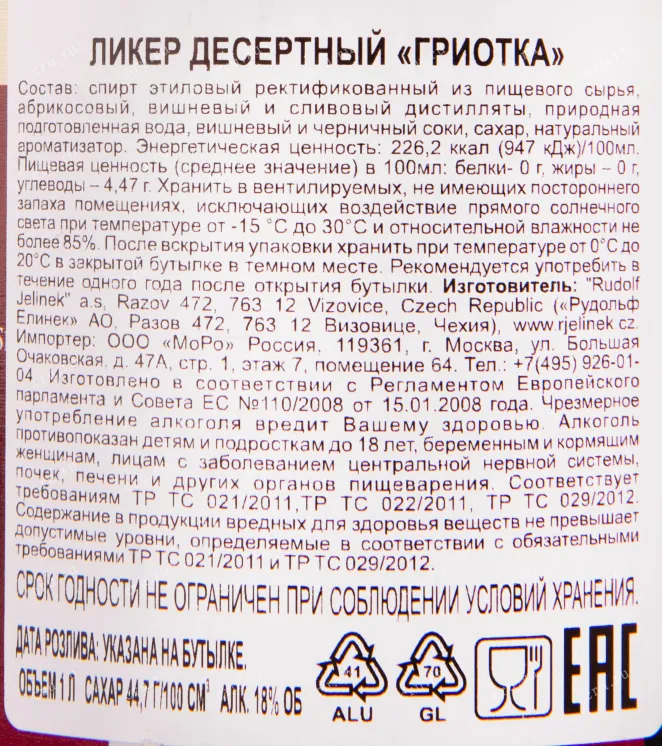 ЛИКЕР ДЕСЕРТНЫЙ «ГРИОТКА»
Состав: спирт этиловый ректификованный из пищевого сырья,
абрикосовый, вишневый и сливовый дистилляты, природная
подготовленная вода, вишневый и черничный соки, сахар, натуральный
ароматизатор. Энергетическая ценность: 226,2 ккал (947 кДж)/100мл.
Пищевая ценность (среднее значение) в 100мл: белки- 0 г, жиры – 0 г,
углеводы – 4,47 г. Хранить в вентилируемых, не имеющих постороннего
запаха помещениях, исключающих воздействие прямого солнечного
света при температуре от -15 °С до 30°С и относительной влажности не
более 85%. После вскрытия упаковки хранить при температуре от 0°С до
20°С в закрытой бутылке в темном месте. Рекомендуется употребить в
течение одного года после открытия бутылки. Изготовитель: "Rudolf
Jelinek" a.s, Razov 472, 763 12 Vizovice, Czech Republic («Рудольф
Елинек» АО, Разов 472, 763 12 Визовице, Чехия), www.rjelinek.cz.
Импортер: ООО «МоРо» Россия, 119361, г. Москва, ул. Большая
Очаковская, д. 47А, стр. 1, этаж 7, помещение 64. Тел.: +7(495) 926-01-
04. Изготовлено в соответствии с Регламентом Европейского
парламента и Совета ЕС №110/2008 от 15.01.2008 года. Чрезмерное
употребление алкоголя вредит Вашему здоровью. Алкоголь
противопоказан детям и подросткам до 18 лет, беременным и кормящим
женщинам, лицам с заболеванием центральной нервной системы,
почек, печени и других органов пищеварения. Соответствует
требованиям ТР ТС 021/2011,ТР ТС 022/2011, ТР ТС 029/2012.
Содержание в продукции вредных для здоровья веществ не превышает
допустимые уровни, определяемые в соответствии с обязательными
требованиями ТР ТС 021/2011 и ТР ТС 029/2012.
СРОК ГОДНОСТИ НЕ ОГРАНИЧЕН ПРИ СОБЛЮДЕНИИ УСЛОВИЙ ХРАНЕНИЯ.
ДАТА РОЗЛИВА: УКАЗАНА НА БУТЫЛКЕ.
ОБЪЕМ 1 Л САХАР 44,7 Г/100 СМ³ АЛК. 18% ОБ
41
ALU
70
GL
EAC